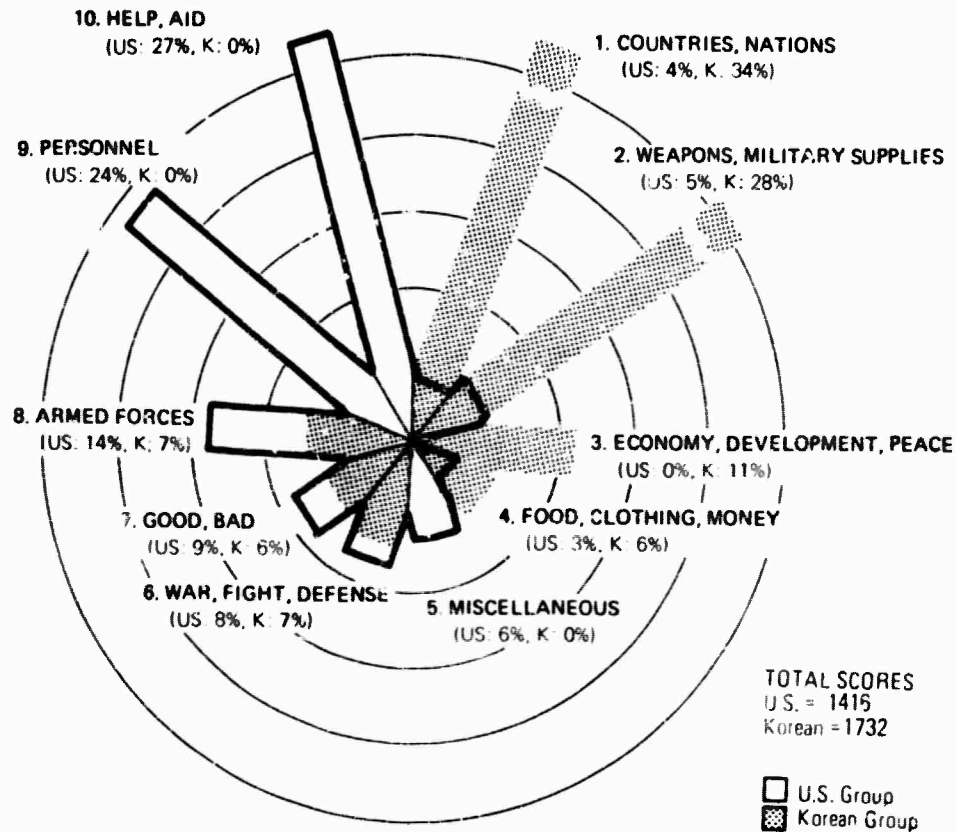 10. HELP, AID
(US: 27%, K: 0%)
1. COUNTRIES, NATIONS
(US: 4%, K: 34%)
9. PERSONNEL
(US: 24%, K: 0%)
2. WEAPONS, MILITARY SUPPLIES
(US: 5%, K: 28%)
8. ARMED FORCES
(US: 14%, K: 7%)
3. ECONOMY, DEVELOPMENT, PEACE
(US: 0%, K: 11%)
7. GOOD, BAD
(US: 9%, K: 6%)
4. FOOD, CLOTHING, MONEY
(US: 3%, K: 6%)
6. WAR, FIGHT, DEFENSE
(US: 8%, K: 7%)
5. MISCELLANEOUS
(US: 6%, K: 0%)
TOTAL SCORES
U.S. = 1416
Korean = 1732
U.S. Group
Korean Group